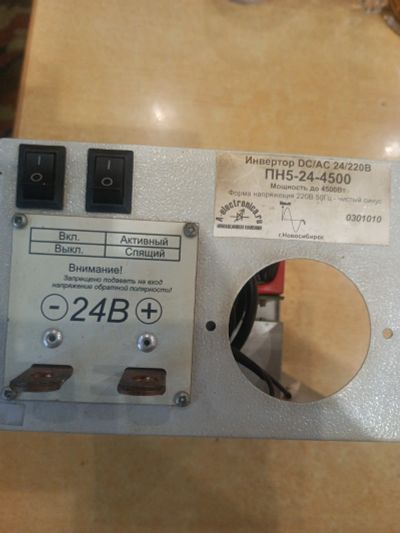 Инвертор DC/AC 24/220В
ПН5-24-4500
Мощность до 4500Вт
Форма напряжения 220В 50Гц - чистый синус
A-electronica.ru
г.Новосибирск
0301010
Вкл. Активный
Выкл. Спящий
Внимание!
Запрещено подавать на вход
напряжение обратной полярности!
- 24В +